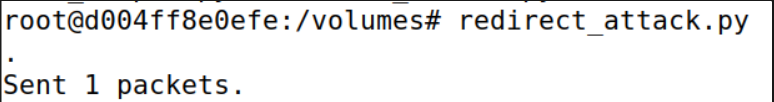 root@d004ff8e0efe:/volumes# redirect_attack.py
.
Sent 1 packets.